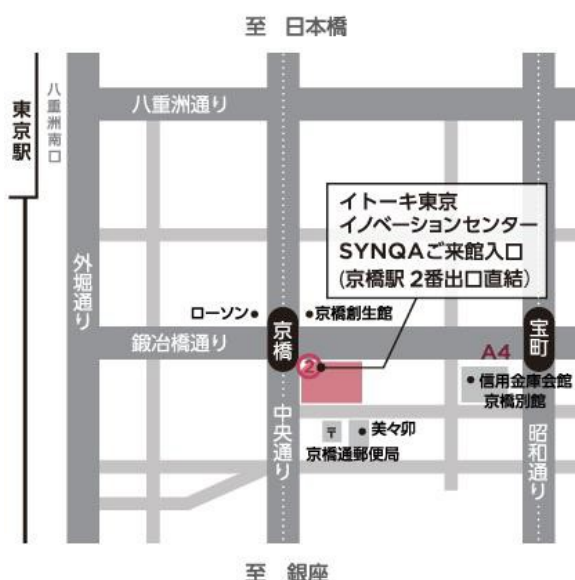 至 日本橋
八重洲通り
八重洲南口
東京駅
イトーキ東京
イノベーションセンター
SYNQAご来館入口
(京橋駅 2番出口直結)
外堀通り
ローソン
京橋創生館
京橋
宝町
鍛冶橋通り
A4
2
信用金庫会館
京橋別館
中央通り
昭和通り
〒
美々卯
京橋通郵便局
至 銀座